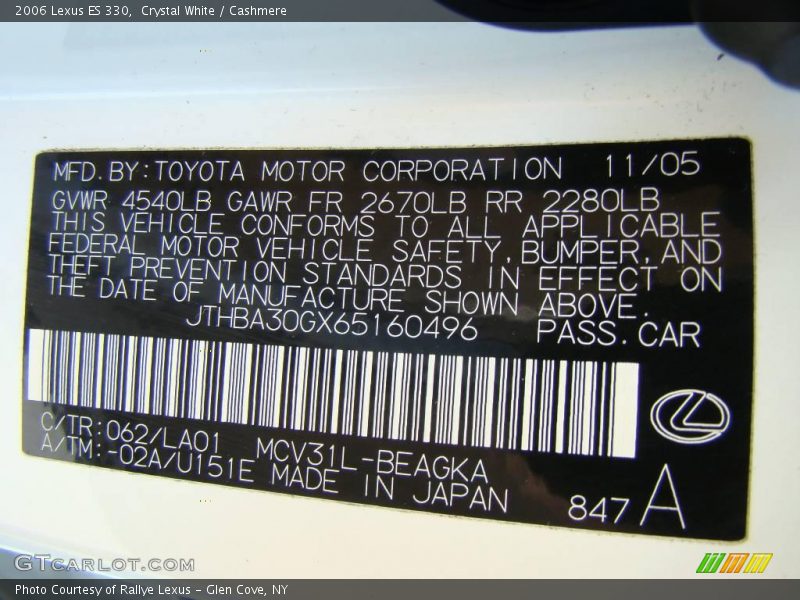 2006 Lexus ES 330,  Crystal White / Cashmere
MFD. BY: TOYOTA MOTOR CORPORATION 11/05
GVWR 4540LB GAWR FR 2670LB RR 2280LB
THIS VEHICLE CONFORMS TO ALL APPLICABLE
FEDERAL MOTOR VEHICLE SAFETY, BUMPER, AND
THEFT PREVENTION STANDARDS IN EFFECT ON
THE DATE OF MANUFACTURE SHOWN ABOVE.
JTHBA30GX65160496 PASS. CAR
C/TR: 062/LA01 MCV31L-BEAGKA
A/TM: -02A/U151E MADE IN JAPAN
847 A
GTCARLOT.COM
Photo Courtesy of Rallye Lexus - Glen Cove, NY